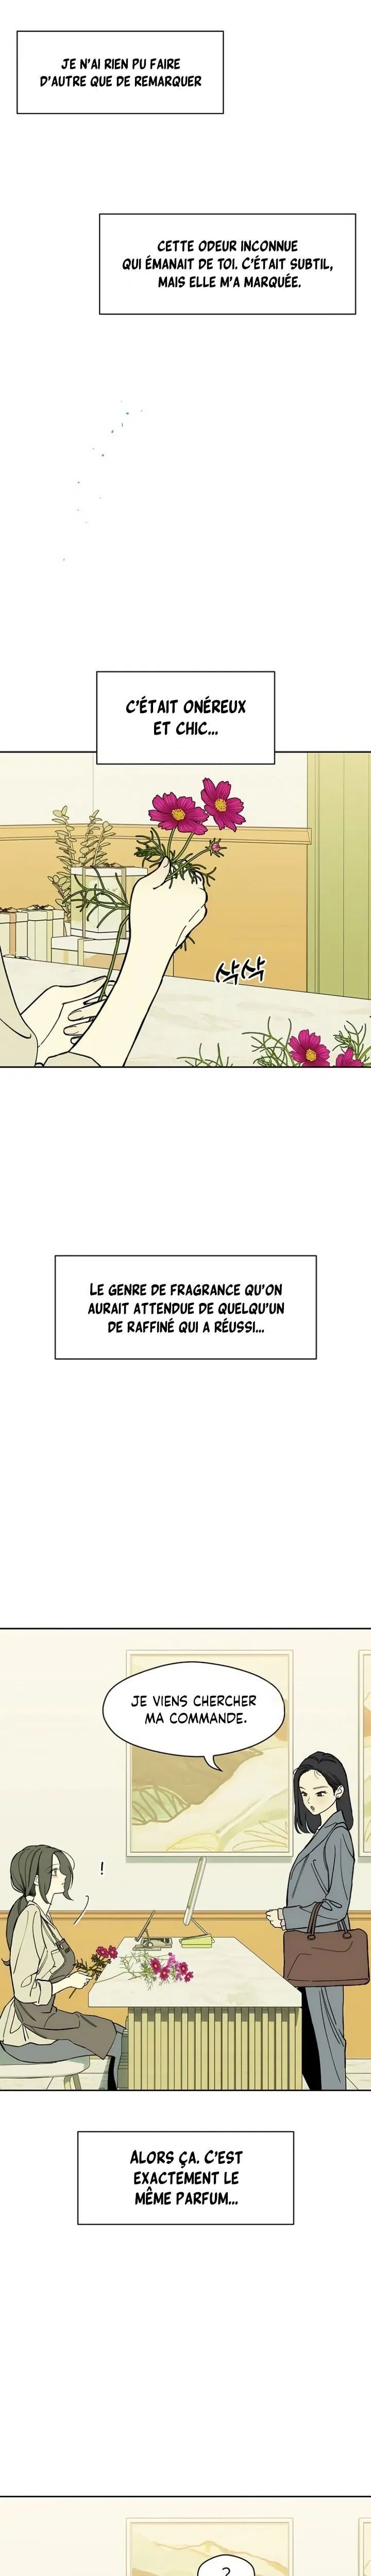 JE N'AI RIEN PU FAIRE
D'AUTRE QUE DE REMARQUER
CETTE ODEUR INCONNUE
QUI ÉMANAIT DE TOI. C'ÉTAIT SUBTIL,
MAIS ELLE M'A MARQUÉE.
C'ÉTAIT ONÉREUX
ET CHIC...
삭삭
LE GENRE DE FRAGRANCE QU'ON
AURAIT ATTENDUE DE QUELQU'UN
DE RAFFINÉ QUI A RÉUSSI...
JE VIENS CHERCHER
MA COMMANDE.
!
ALORS ÇA. C'EST
EXACTEMENT LE
MÊME PARFUM...
?